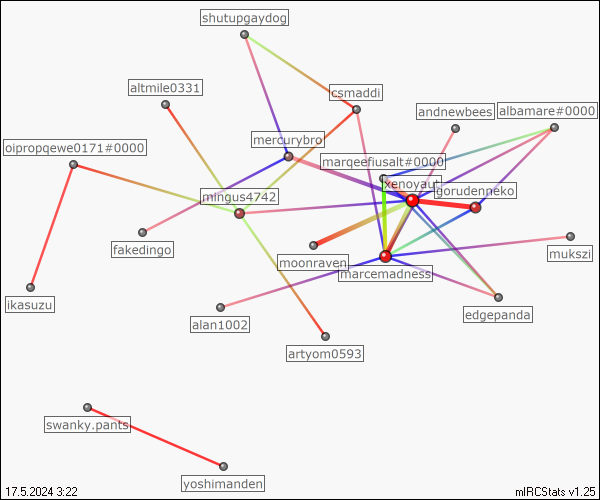 shutupgaydog
altmile0331
csmaddi
andnewbees
albamare#0000
oipropqewe0171#0000
mercurybro
marqeefiusalt#0000
xenoyaut
gorudenneko
mingus4742
fakedingo
moonraven
marcemadness
mukszi
ikasuzu
alan1002
edgepanda
artyom0593
swanky.pants
yoshimanden
17.5.2024 3:22
mIRCStats v1.25